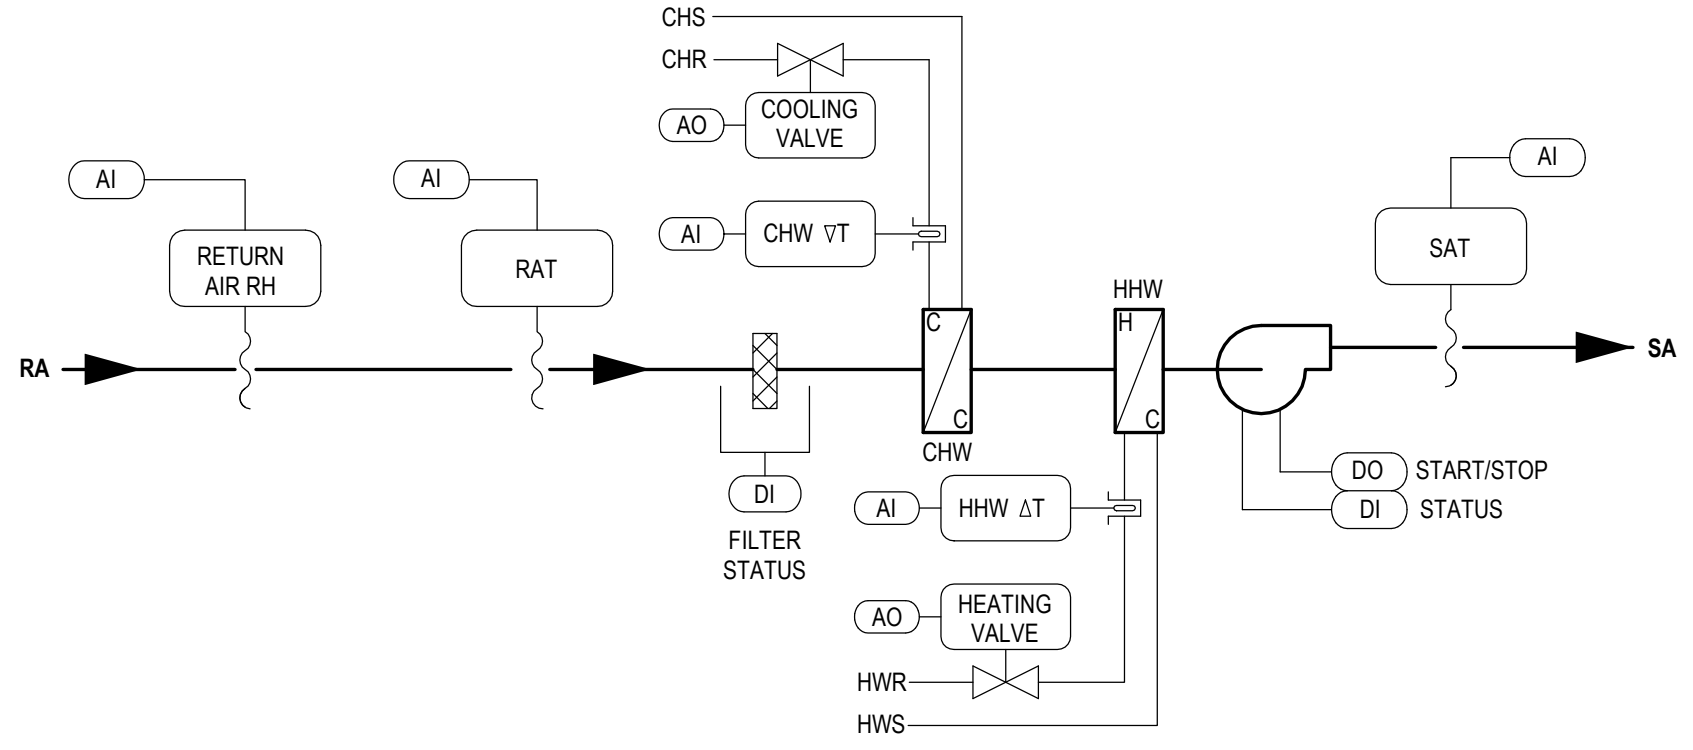 CHS
CHR
AO
COOLING
VALVE
AI
AI
AI
RETURN
AIR RH
RAT
AI
CHW ∇T
SAT
HHW
C
C
CHW
H
C
RA
SA
DI
FILTER
STATUS
AI
HHW ΔT
DO START/STOP
DI STATUS
AO
HEATING
VALVE
HWR
HWS